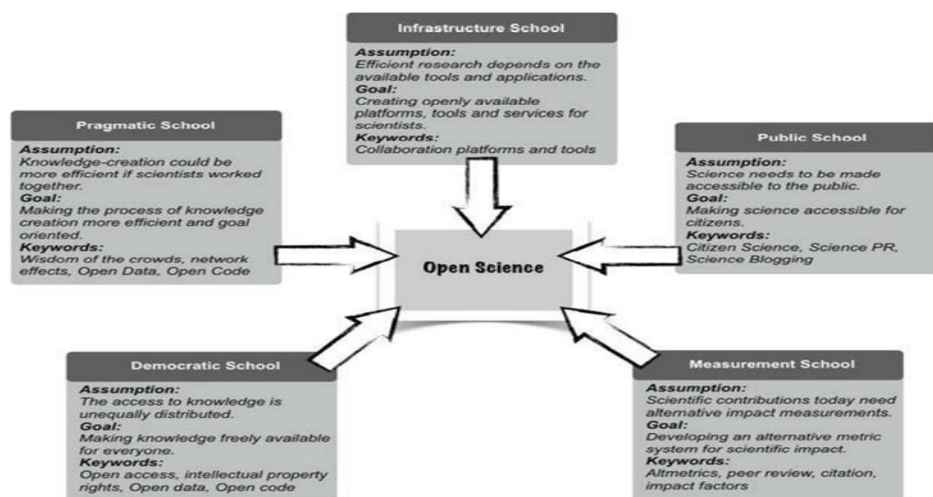 Infrastructure School
Assumption:
Efficient research depends on the
available tools and applications.
Goal:
Creating openly available
platforms, tools and services for
scientists.
Keywords:
Collaboration platforms and tools
Pragmatic School
Assumption:
Knowledge-creation could be
more efficient if scientists worked
together.
Goal:
Making the process of knowledge
creation more efficient and goal
oriented.
Keywords:
Wisdom of the crowds, network
effects, Open Data, Open Code
Public School
Assumption:
Science needs to be made
accessible to the public.
Goal:
Making science accessible for
citizens.
Keywords:
Citizen Science, Science PR,
Science Blogging
Open Science
Democratic School
Assumption:
The access to knowledge is
unequally distributed.
Goal:
Making knowledge freely available
for everyone.
Keywords:
Open access, intellectual property
rights, Open data, Open code
Measurement School
Assumption:
Scientific contributions today need
alternative impact measurements.
Goal:
Developing an alternative metric
system for scientific impact.
Keywords:
Altmetrics, peer review, citation,
impact factors